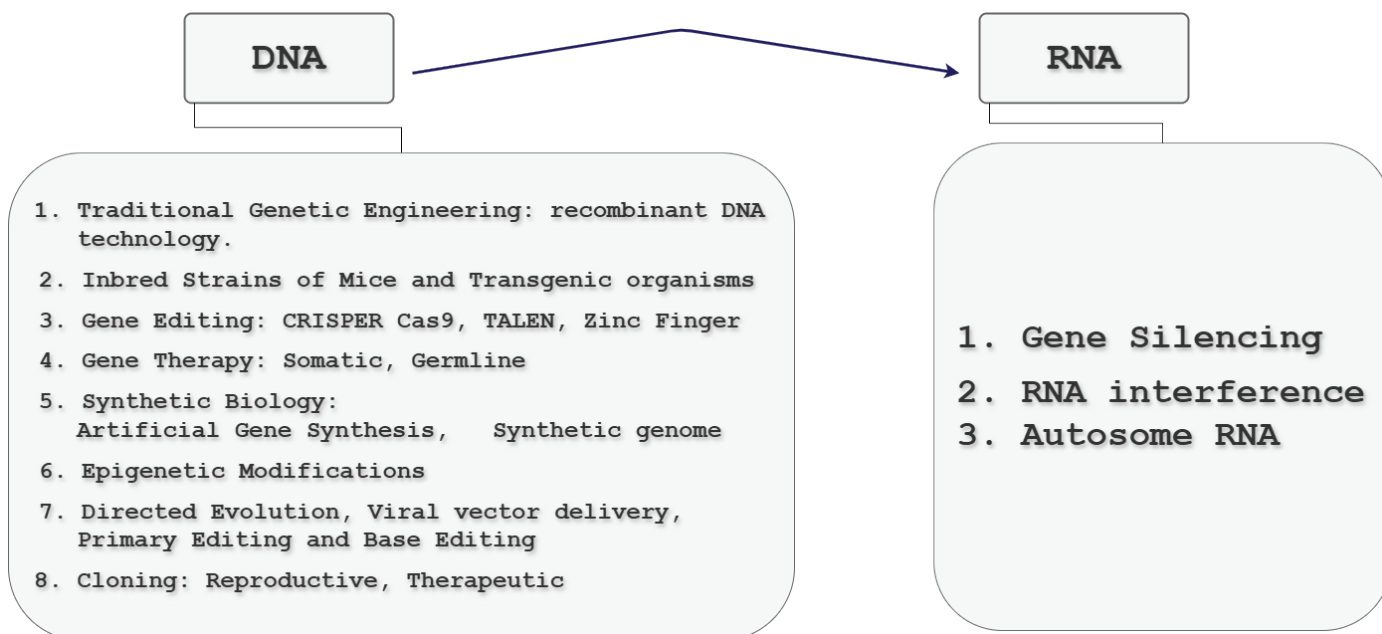 DNA
RNA
1. Traditional Genetic Engineering: recombinant DNA
technology.
2. Inbred Strains of Mice and Transgenic organisms
3. Gene Editing: CRISPER Cas9, TALEN, Zinc Finger
4. Gene Therapy: Somatic, Germline
5. Synthetic Biology:
Artificial Gene Synthesis, Synthetic genome
6. Epigenetic Modifications
7. Directed Evolution, Viral vector delivery,
Primary Editing and Base Editing
8. Cloning: Reproductive, Therapeutic
1. Gene Silencing
2. RNA interference
3. Autosome RNA